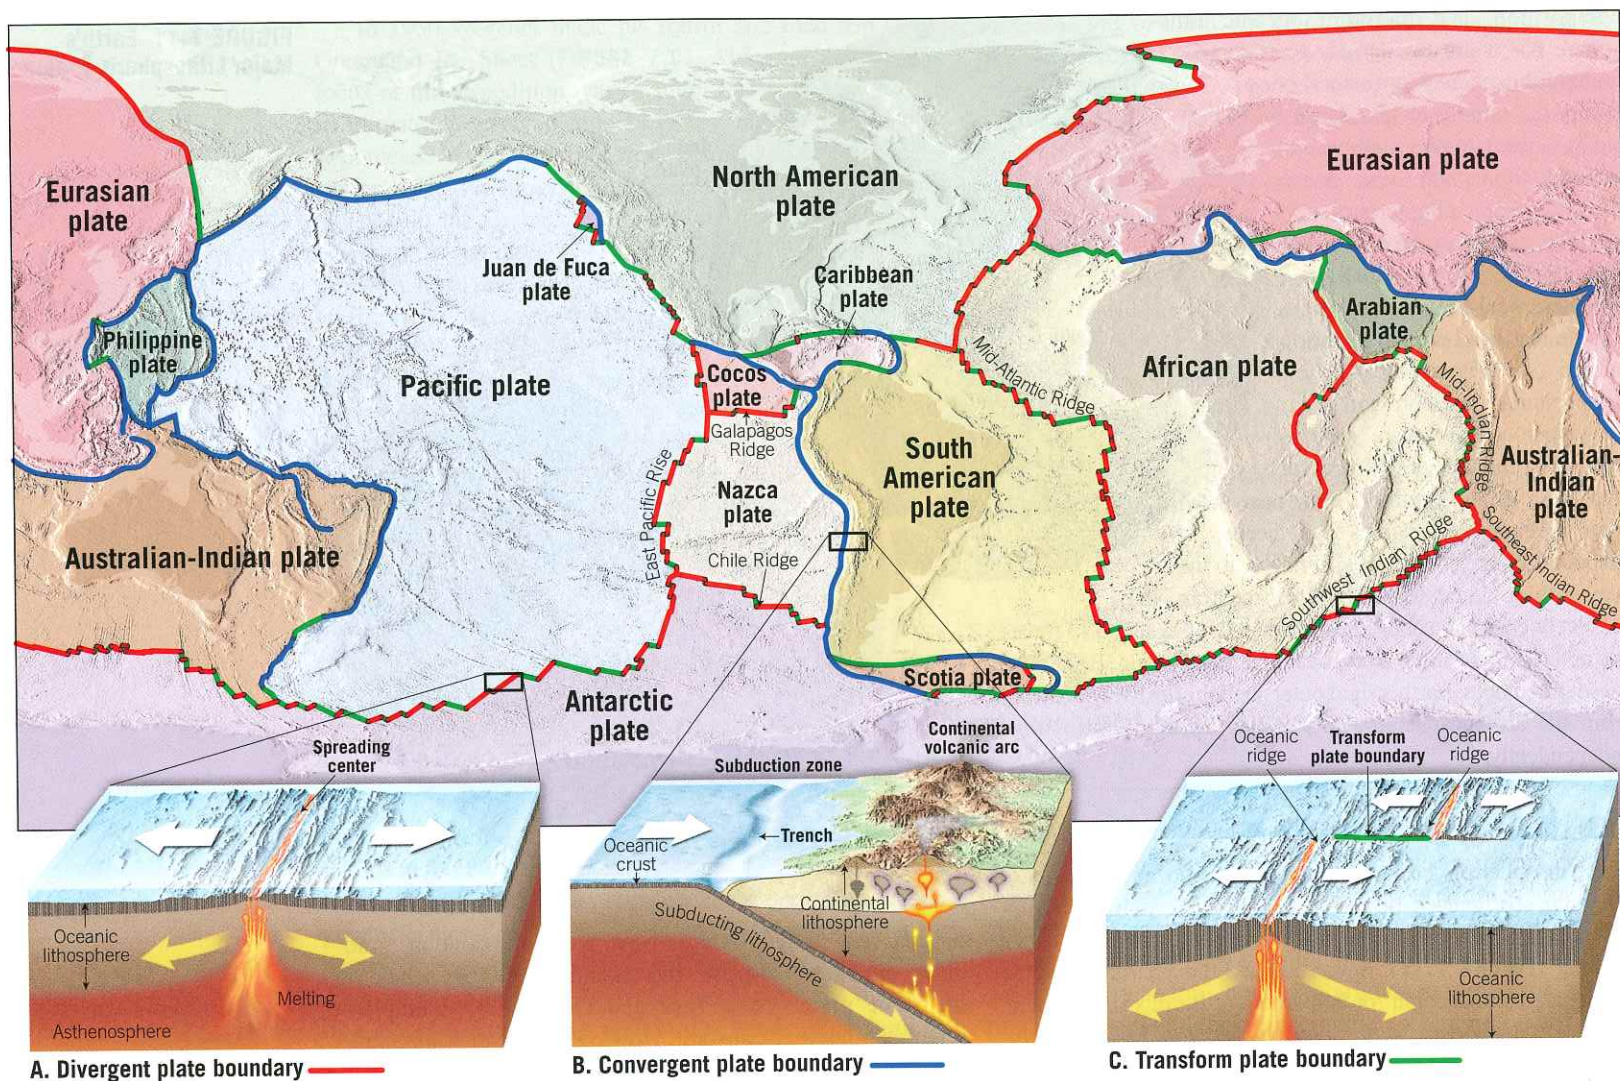 Eurasian
plate
North American
plate
Eurasian plate
Juan de Fuca
plate
Caribbean
plate
Arabian
plate
Philippine
plate
Pacific plate
Cocos
plate
Mid-Atlantic Ridge
African plate
Mid-Indian Ridge
Galapagos
Ridge
East Pacific Rise
South
American
plate
Australian-
Indian
plate
Nazca
plate
Australian-Indian plate
Chile Ridge
Southwest Indian Ridge
Southeast Indian Ridge
Scotia plate
Antarctic
plate
Spreading
center
Oceanic
lithosphere
Melting
Asthenosphere
A. Divergent plate boundary
Continental
volcanic arc
Subduction zone
Trench
Oceanic
crust
Continental
lithosphere
Subducting lithosphere
B. Convergent plate boundary
Oceanic
ridge
Transform
plate boundary
Oceanic
ridge
Oceanic
lithosphere
C. Transform plate boundary